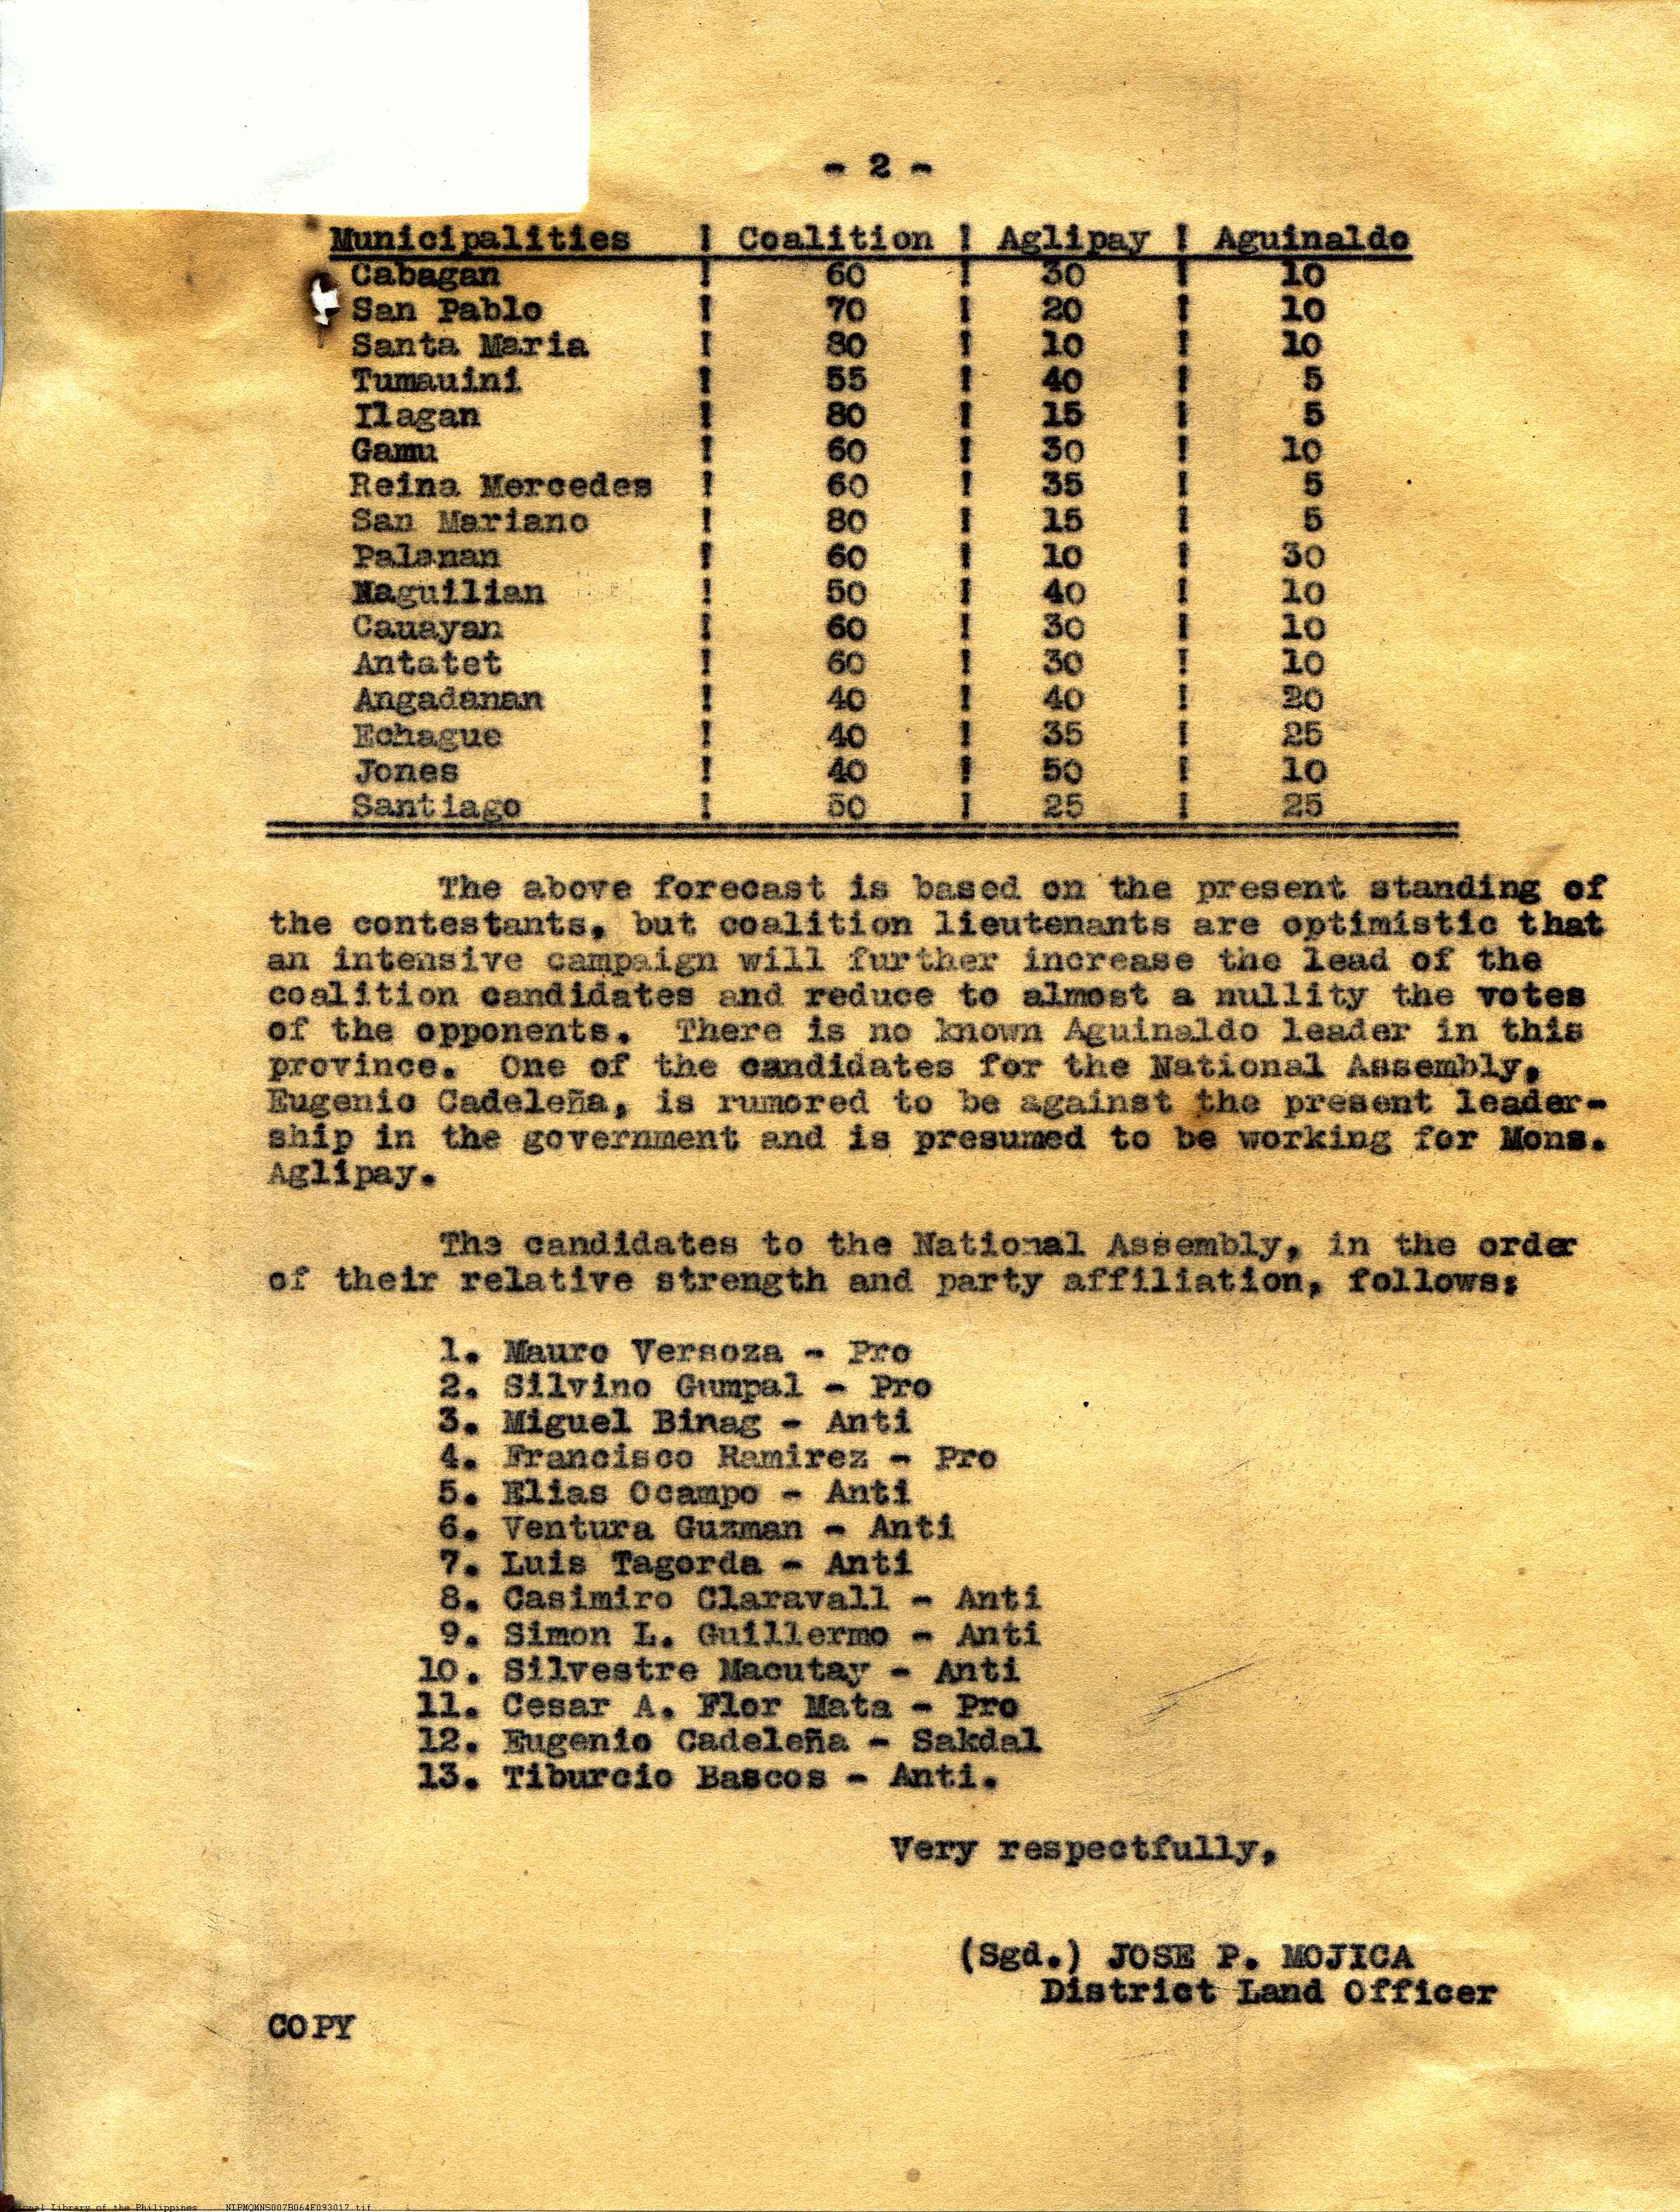 - 2 -
Municipalities ! Coalition ! Aglipay ! Aguinaldo
Cabagan ! 60 ! 30 ! 10
San Pablo ! 70 ! 20 ! 10
Santa Maria ! 80 ! 10 ! 10
Tumauini ! 55 ! 40 ! 5
Ilagan ! 80 ! 15 ! 5
Gamu ! 60 ! 30 ! 10
Reina Mercedes ! 60 ! 35 ! 5
San Mariano ! 80 ! 15 ! 5
Palanan ! 60 ! 10 ! 30
Naguilian ! 50 ! 40 ! 10
Cauayan ! 60 ! 30 ! 10
Antatet ! 60 ! 30 ! 10
Angadanan ! 40 ! 40 ! 20
Echague ! 40 ! 35 ! 25
Jones ! 40 ! 50 ! 10
Santiago ! 50 ! 25 ! 25
The above forecast is based on the present standing of
the contestants, but coalition lieutenants are optimistic that
an intensive campaign will further increase the lead of the
coalition candidates and reduce to almost a nullity the votes
of the opponents. There is no known Aguinaldo leader in this
province. One of the candidates for the National Assembly,
Eugenio Cadeleña, is rumored to be against the present leader-
ship in the government and is presumed to be working for Mons.
Aglipay.
The candidates to the National Assembly, in the order
of their relative strength and party affiliation, follows:
1. Mauro Versoza - Pro
2. Silvino Gumpal - Pro
3. Miguel Binag - Anti
4. Francisco Ramirez - Pro
5. Elias Ocampo - Anti
6. Ventura Guzman - Anti
7. Luis Tagorda - Anti
8. Casimiro Claravall - Anti
9. Simon L. Guillermo - Anti
10. Silvestre Macutay - Anti
11. Cesar A. Flor Mata - Pro
12. Eugenio Cadeleña - Sakdal
13. Tiburcio Bascos - Anti.
Very respectfully,
(Sgd.) JOSE P. MOJICA
District Land Officer
COPY
Library of the Philippines NLPMQMNS007B064F093017.tif